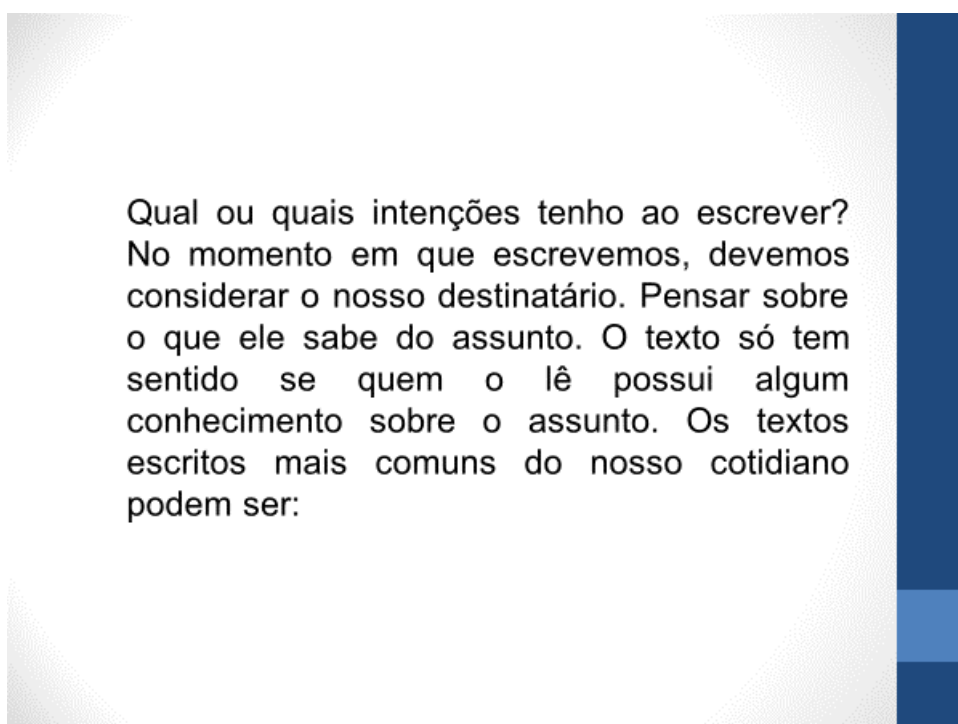 Qual ou quais intenções tenho ao escrever?
No momento em que escrevemos, devemos
considerar o nosso destinatário. Pensar sobre
o que ele sabe do assunto. O texto só tem
sentido se quem o lê possui algum
conhecimento sobre o assunto. Os textos
escritos mais comuns do nosso cotidiano
podem ser: